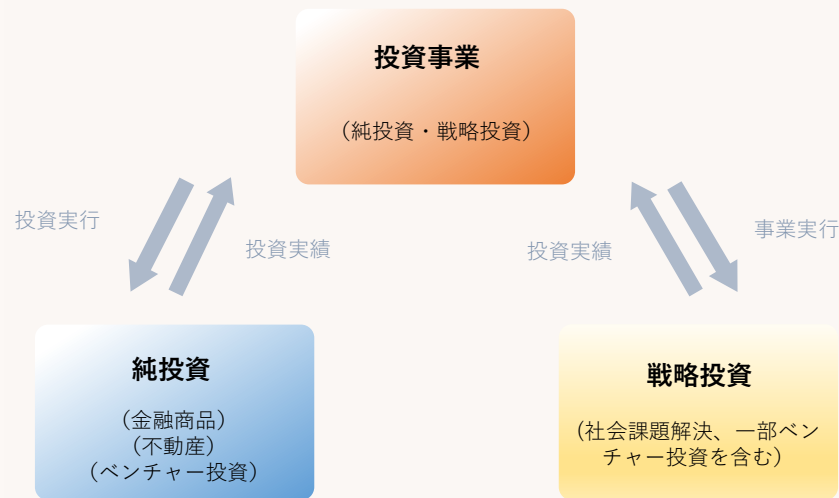 投資事業
（純投資・戦略投資）
投資実行
投資実績
投資実績
事業実行
純投資
（金融商品）
（不動産）
（ベンチャー投資）
戦略投資
（社会課題解決、一部ベン
チャー投資を含む）